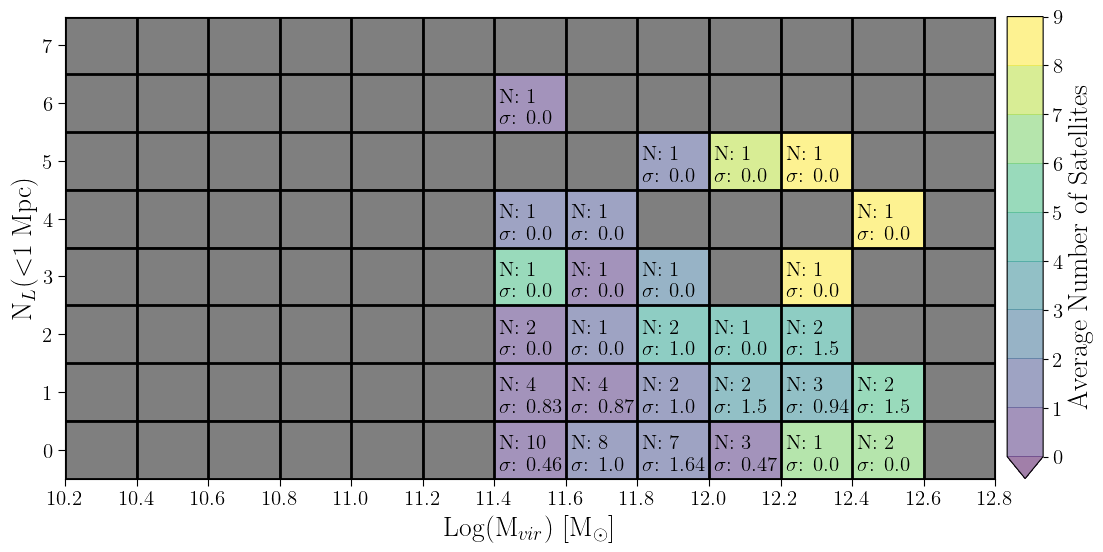 9
8
7
6
5
4
3
2
1
0
Average Number of Satellites
7
6
5
4
3
2
1
0
N_L(<1 Mpc)
N: 1
σ: 0.0
N: 1 N: 1 N: 1
σ: 0.0 σ: 0.0 σ: 0.0
N: 1 N: 1 N: 1
σ: 0.0 σ: 0.0 σ: 0.0
N: 1 N: 1 N: 1 N: 1
σ: 0.0 σ: 0.0 σ: 0.0 σ: 0.0
N: 2 N: 1 N: 2 N: 1 N: 2
σ: 0.0 σ: 0.0 σ: 1.0 σ: 0.0 σ: 1.5
N: 4 N: 4 N: 2 N: 2 N: 3 N: 2
σ: 0.83 σ: 0.87 σ: 1.0 σ: 1.5 σ: 0.94 σ: 1.5
N: 10 N: 8 N: 7 N: 3 N: 1 N: 2
σ: 0.46 σ: 1.0 σ: 1.64 σ: 0.47 σ: 0.0 σ: 0.0
10.2 10.4 10.6 10.8 11.0 11.2 11.4 11.6 11.8 12.0 12.2 12.4 12.6 12.8
Log(M_vir) [M_⊙]